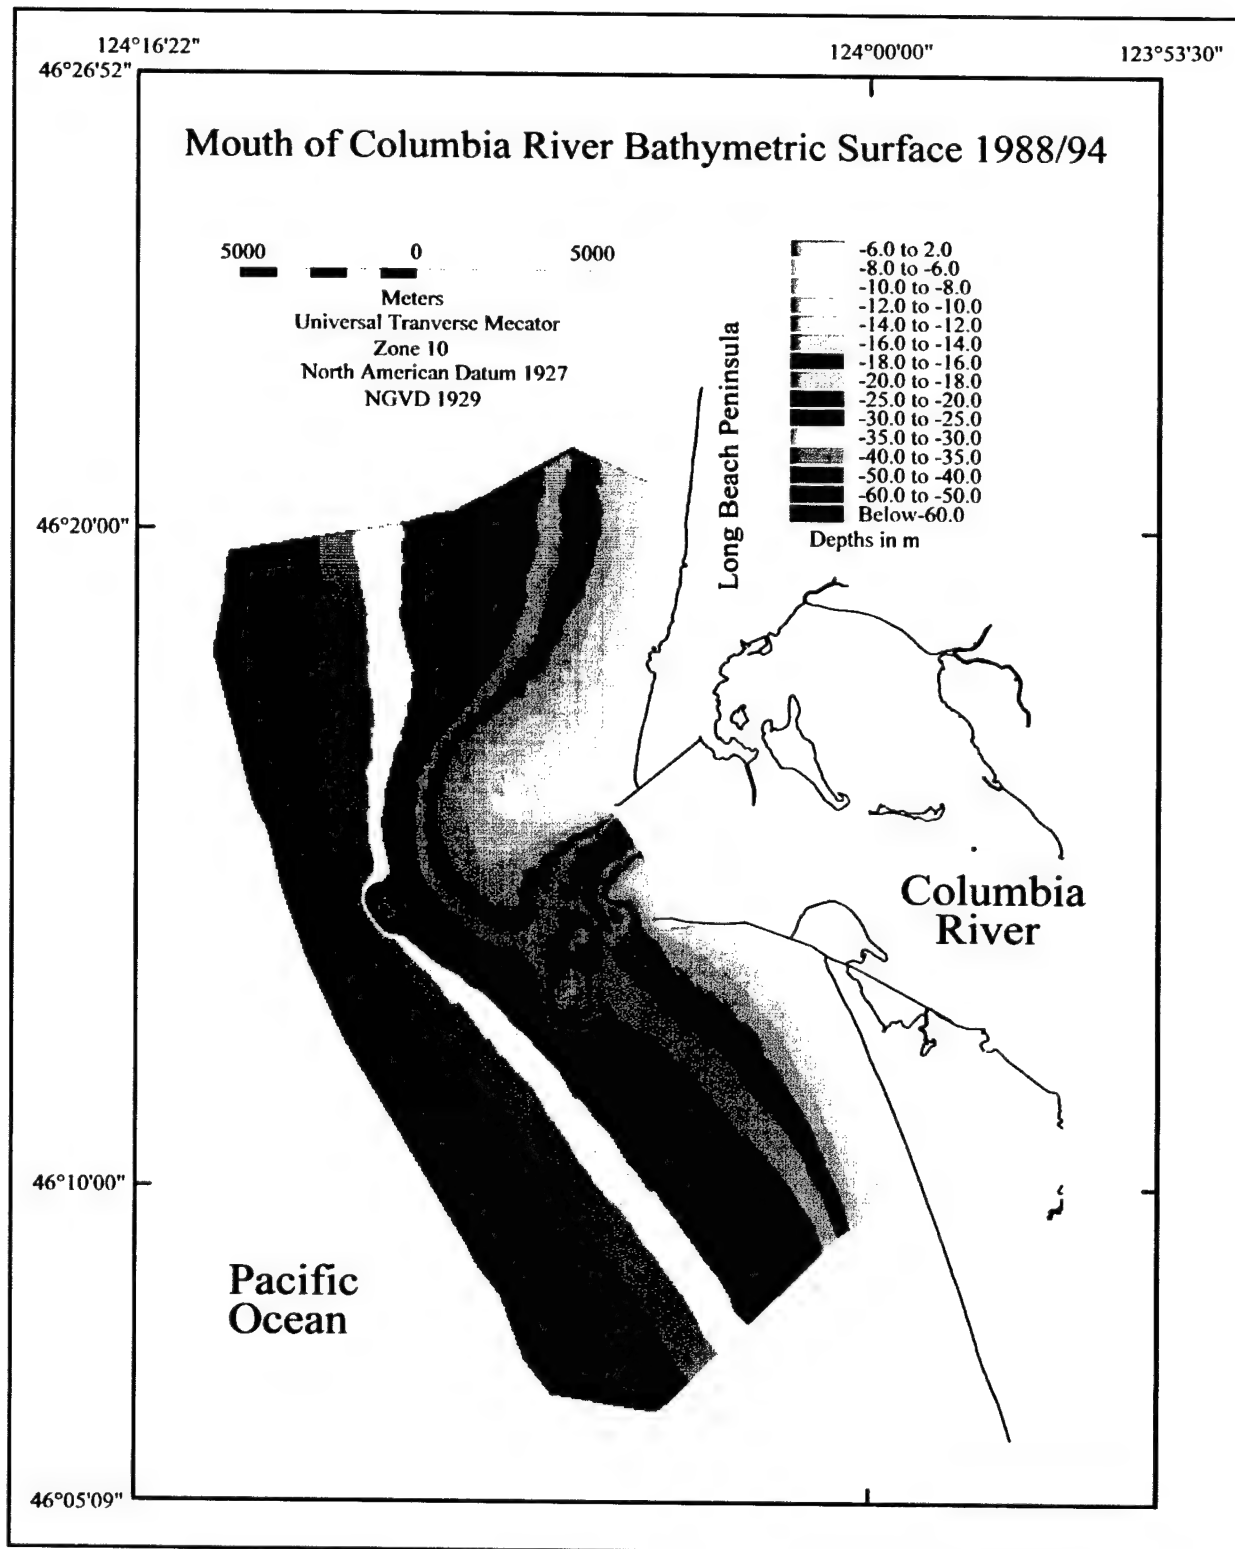 124°16'22"
124°00'00"
123°53'30"
46°26'52"
Mouth of Columbia River Bathymetric Surface 1988/94
5000 0 5000
Meters
Universal Tranverse Mecator
Zone 10
North American Datum 1927
NGVD 1929
-6.0 to 2.0
-8.0 to -6.0
-10.0 to -8.0
-12.0 to -10.0
-14.0 to -12.0
-16.0 to -14.0
-18.0 to -16.0
-20.0 to -18.0
-25.0 to -20.0
-30.0 to -25.0
-35.0 to -30.0
-40.0 to -35.0
-50.0 to -40.0
-60.0 to -50.0
Below-60.0
Depths in m
Long Beach Peninsula
46°20'00"
Columbia
River
46°10'00"
Pacific
Ocean
46°05'09"